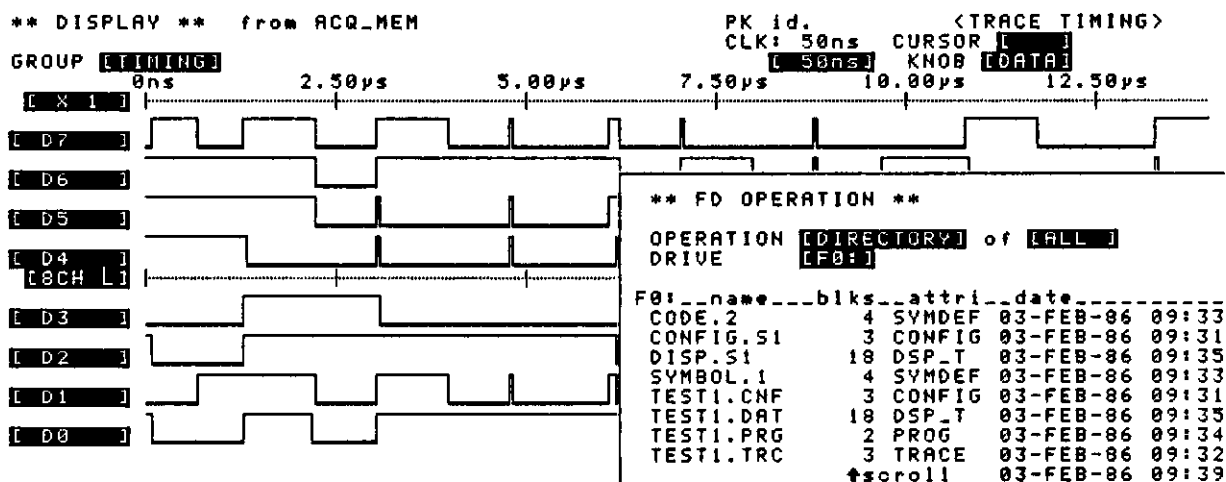 ** DISPLAY ** from ACQ_MEM PK id. <TRACE TIMING>
CLK: 50ns CURSOR [ ]
GROUP [TIMING] [ 50ns] KNOB [DATA]
0ns 2.50µs 5.00µs 7.50µs 10.00µs 12.50µs
[ X 1 ]
[ D7 ]
[ D6 ]
[ D5 ]
[ D4 ]
[8CH L]
[ D3 ]
[ D2 ]
[ D1 ]
[ D0 ]
** FD OPERATION **
OPERATION [DIRECTORY] of [ALL ]
DRIVE [F0:]
F0:__name___blks__attri__date_
CODE.2 4 SYMDEF 03-FEB-86 09:33
CONFIG.S1 3 CONFIG 03-FEB-86 09:31
DISP.S1 18 DSP_T 03-FEB-86 09:35
SYMBOL.1 4 SYMDEF 03-FEB-86 09:33
TEST1.CNF 3 CONFIG 03-FEB-86 09:31
TEST1.DAT 18 DSP_T 03-FEB-86 09:35
TEST1.PRG 2 PROG 03-FEB-86 09:34
TEST1.TRC 3 TRACE 03-FEB-86 09:32
↑scroll 03-FEB-86 09:39